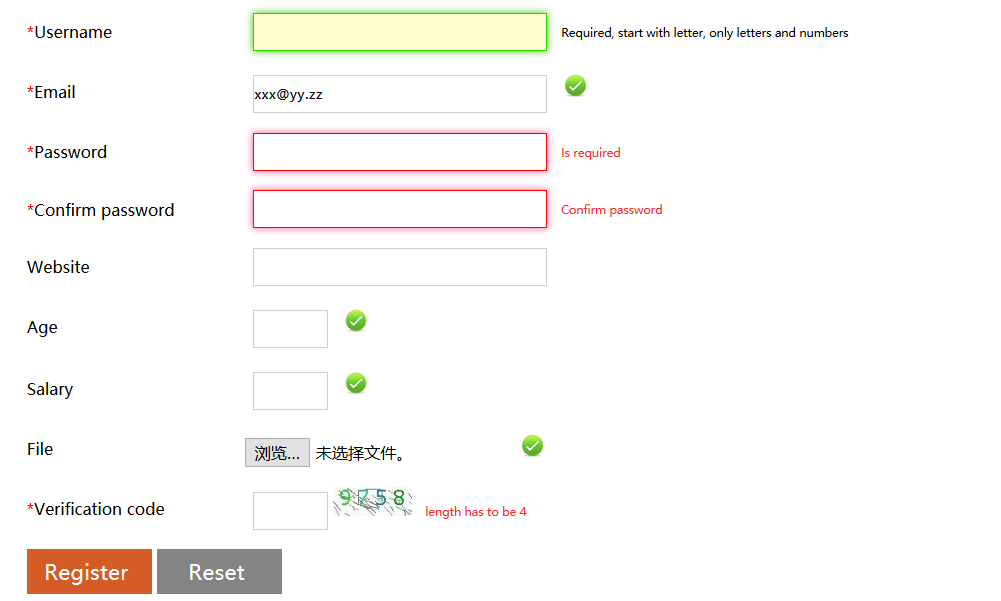 *Username Required, start with letter, only letters and numbers
*Email xxx@yy.zz
*Password Is required
*Confirm password Confirm password
Website
Age
Salary
File 浏览... 未选择文件。
*Verification code 9758 length has to be 4
Register Reset